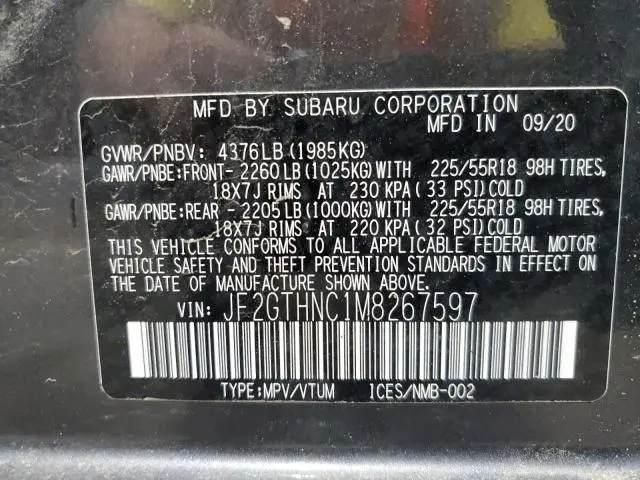 MFD BY SUBARU CORPORATION
MFD IN 09/20
GVWR/PNBV: 4376LB (1985KG)
GAWR/PNBE:FRONT- 2260LB (1025KG)WITH 225/55R18 98H TIRES,
18X7J RIMS AT 230 KPA (33 PSI)COLD
GAWR/PNBE:REAR - 2205LB (1000KG)WITH 225/55R18 98H TIRES,
18X7J RIMS AT 220 KPA (32 PSI)COLD
THIS VEHICLE CONFORMS TO ALL APPLICABLE FEDERAL MOTOR
VEHICLE SAFETY AND THEFT PREVENTION STANDARDS IN EFFECT ON
THE DATE OF MANUFACTURE SHOWN ABOVE.
VIN: JF2GTHNC1M8267597
TYPE:MPV/VTUM ICES/NMB-002